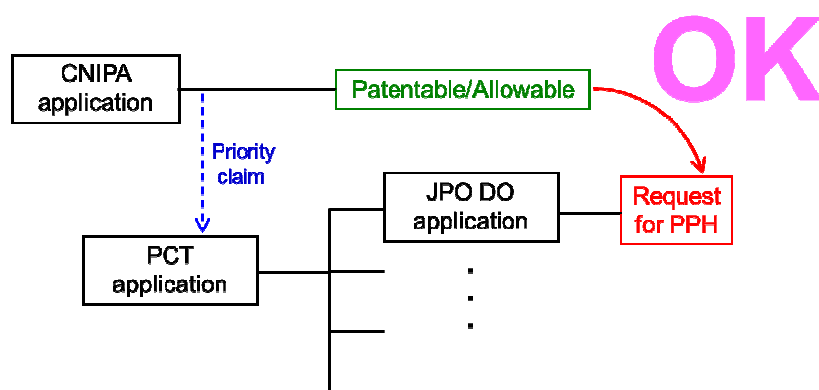 OK
CNIPA
application
Patentable/Allowable
Priority
claim
JPO DO
application
Request
for PPH
PCT
application